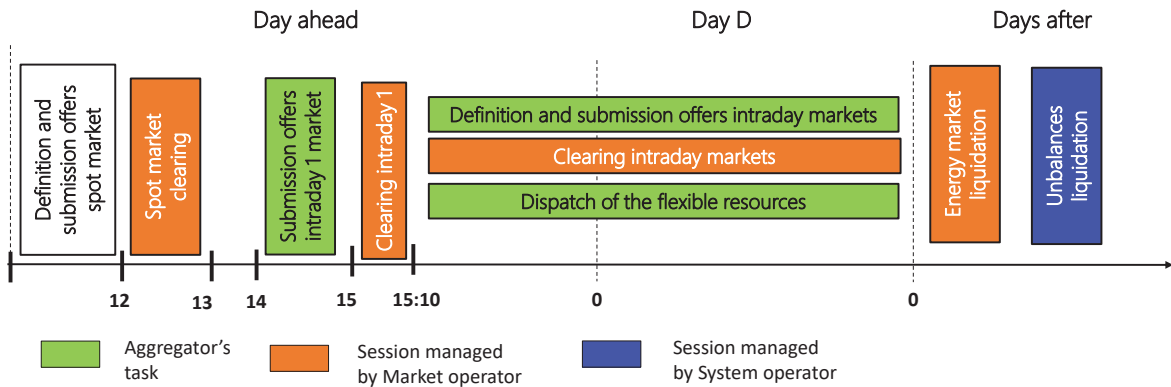 Day ahead
Day D
Days after
Definition and
submission offers
spot market
Spot market
clearing
Submission offers
intraday 1 market
Clearing intraday 1
Definition and submission offers intraday markets
Clearing intraday markets
Dispatch of the flexible resources
Energy market
liquidation
Unbalances
liquidation
12
13
14
15
15:10
0
0
Aggregator's
task
Session managed
by Market operator
Session managed
by System operator